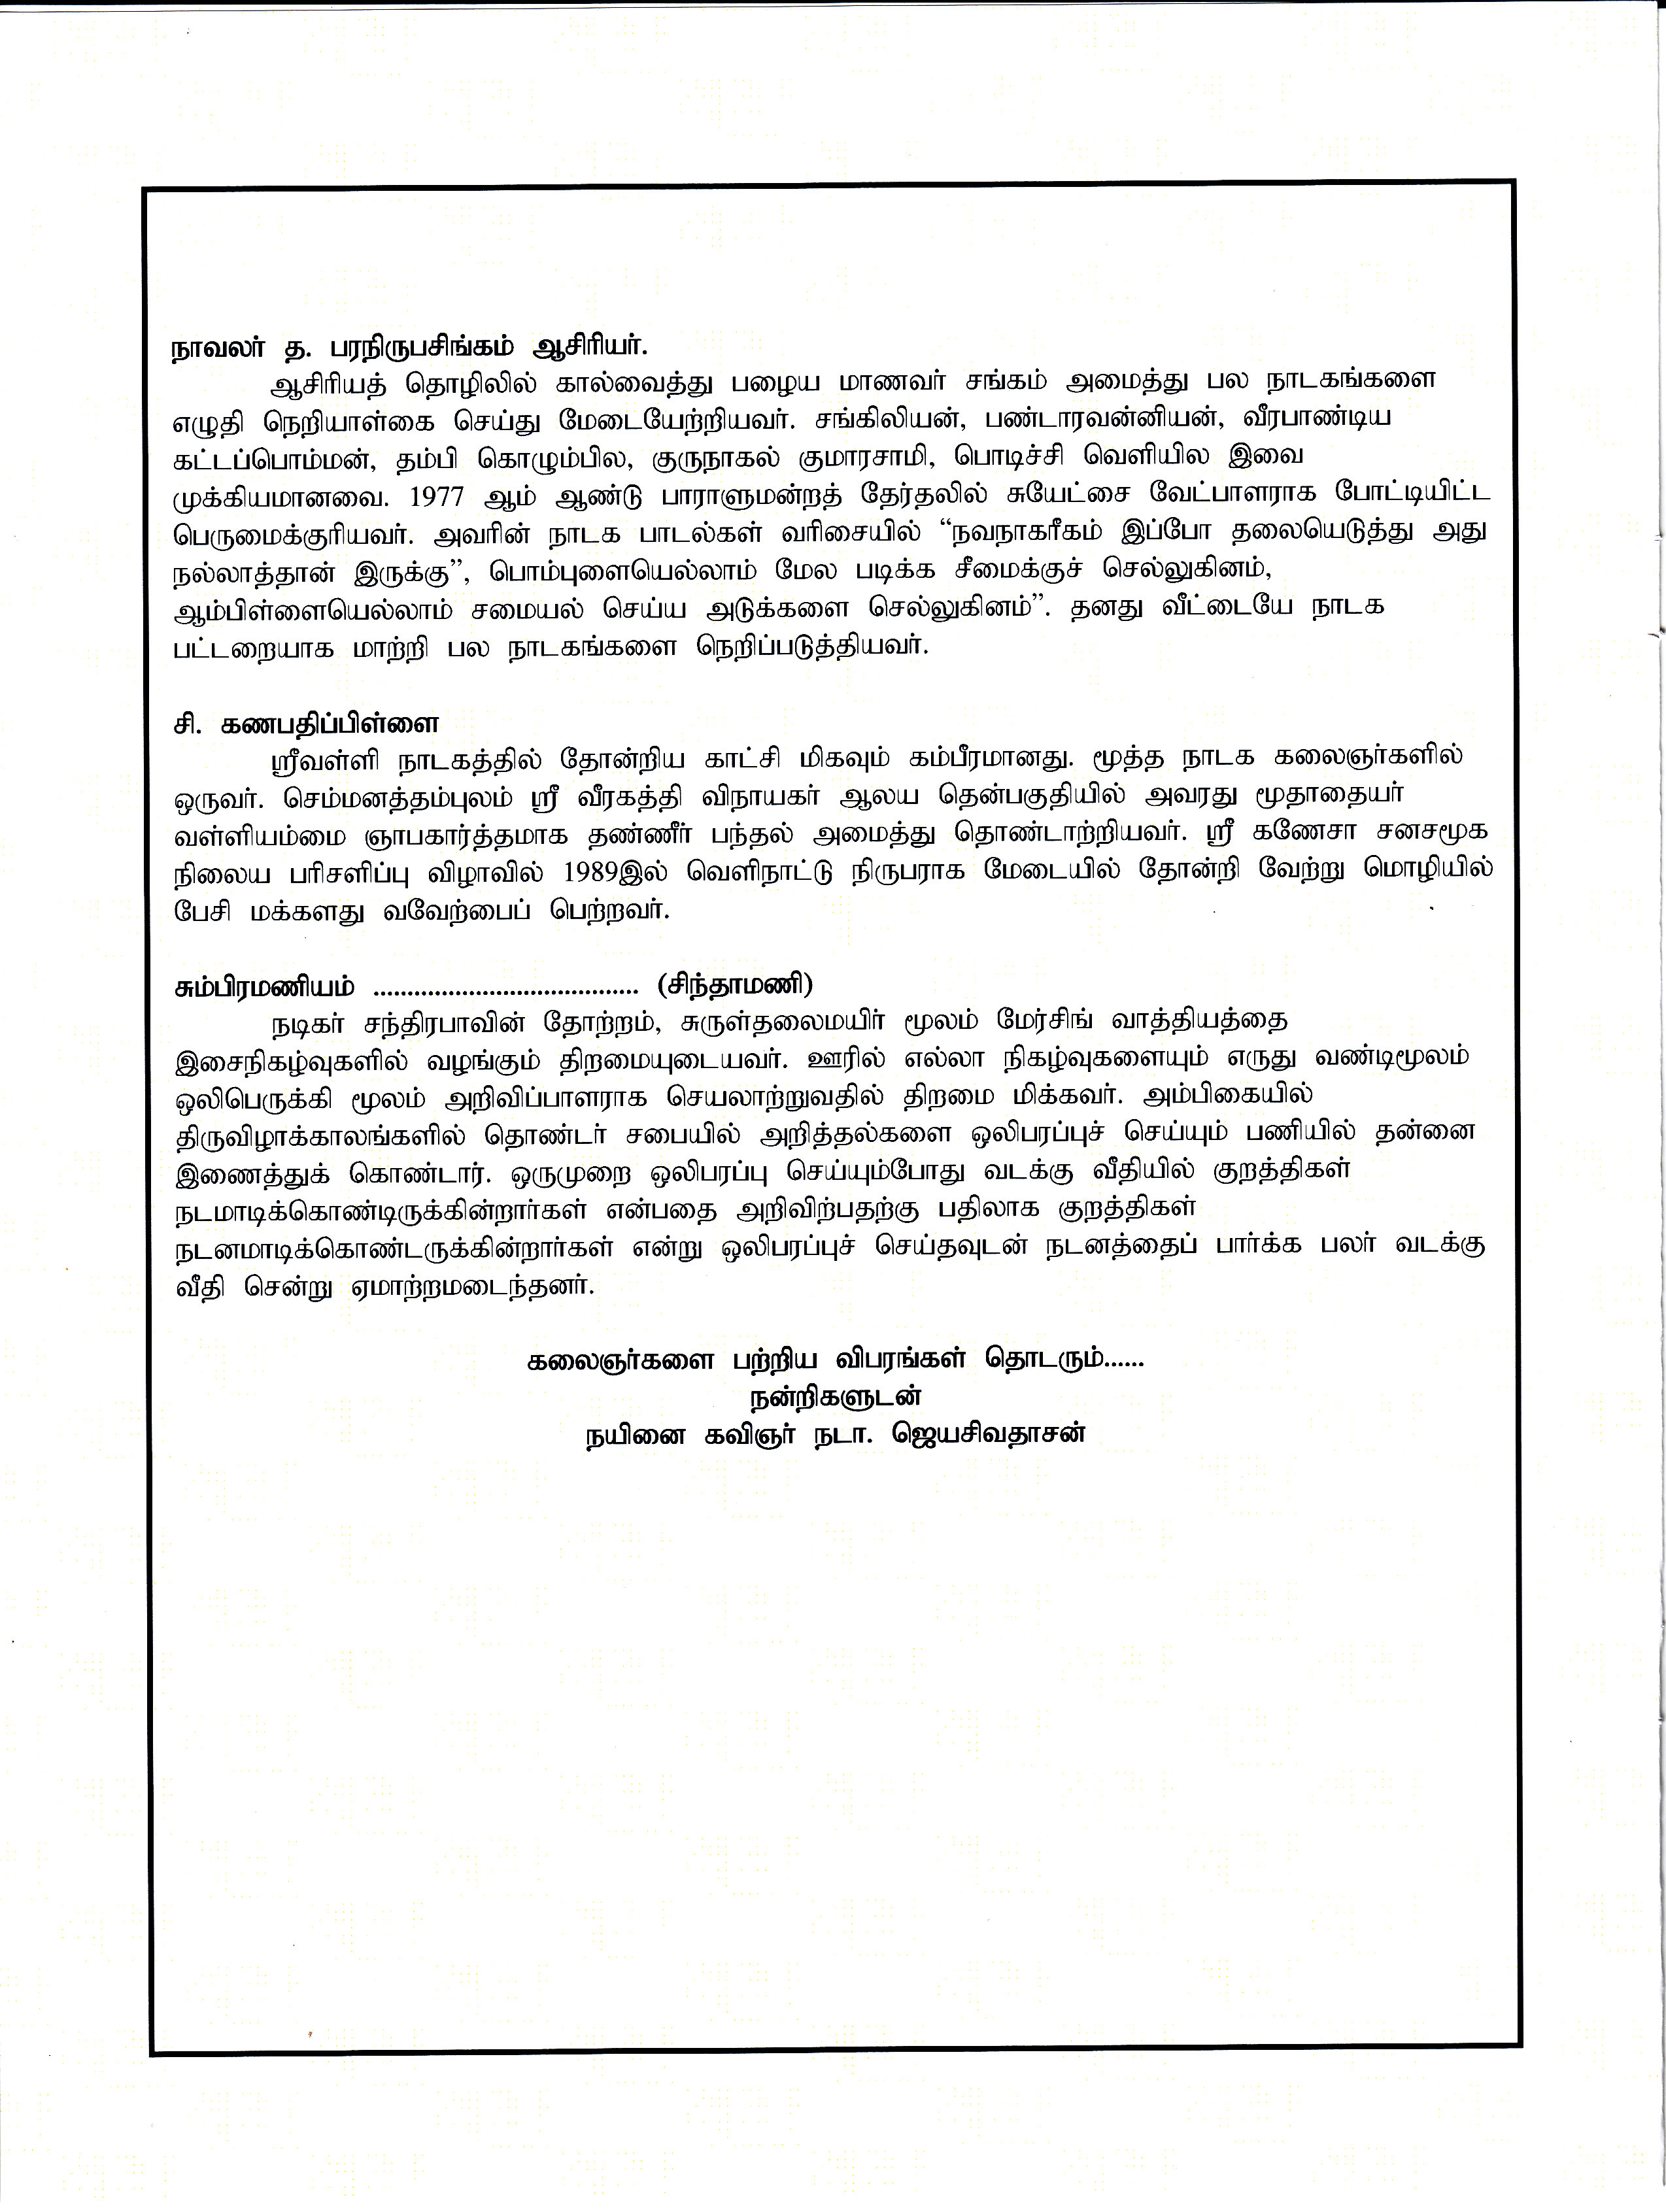 நாவலர் த. பரநிருபசிங்கம் ஆசிரியர்.
ஆசிரியத் தொழிலில் கால்வைத்து பழைய மாணவர் சங்கம் அமைத்து பல நாடகங்களை
எழுதி நெறியாள்கை செய்து மேடையேற்றியவர். சங்கிலியன், பண்டாரவன்னியன், வீரபாண்டிய
கட்டப்பொம்மன், தம்பி கொழும்பில, குருநாகல் குமாரசாமி, பொடிச்சி வெளியில இவை
முக்கியமானவை. 1977 ஆம் ஆண்டு பாராளுமன்றத் தேர்தலில் சுயேட்சை வேட்பாளராக போட்டியிட்ட
பெருமைக்குரியவர். அவரின் நாடக பாடல்கள் வரிசையில் “நவநாகரீகம் இப்போ தலையெடுத்து அது
நல்லாத்தான் இருக்கு”, பொம்புளையெல்லாம் மேல படிக்க சீமைக்குச் செல்லுகினம்,
ஆம்பிள்ளையெல்லாம் சமையல் செய்ய அடுக்களை செல்லுகினம்”. தனது வீட்டையே நாடக
பட்டறையாக மாற்றி பல நாடகங்களை நெறிப்படுத்தியவர்.
சி. கணபதிப்பிள்ளை
ஸ்ரீவள்ளி நாடகத்தில் தோன்றிய காட்சி மிகவும் கம்பீரமானது. மூத்த நாடக கலைஞர்களில்
ஒருவர். செம்மனத்தம்புலம் ஸ்ரீ வீரகத்தி விநாயகர் ஆலய தென்பகுதியில் அவரது மூதாதையர்
வள்ளியம்மை ஞாபகார்த்தமாக தண்ணீர் பந்தல் அமைத்து தொண்டாற்றியவர். ஸ்ரீ கணேசா சனசமூக
நிலைய பரிசளிப்பு விழாவில் 1989இல் வெளிநாட்டு நிருபராக மேடையில் தோன்றி வேற்று மொழியில்
பேசி மக்களது வவேற்பைப் பெற்றவர்.
சும்பிரமணியம் ....................................... (சிந்தாமணி)
நடிகர் சந்திரபாவின் தோற்றம், சுருள்தலைமயிர் மூலம் மேர்சிங் வாத்தியத்தை
இசைநிகழ்வுகளில் வழங்கும் திறமையுடையவர். ஊரில் எல்லா நிகழ்வுகளையும் எருது வண்டிமூலம்
ஒலிபெருக்கி மூலம் அறிவிப்பாளராக செயலாற்றுவதில் திறமை மிக்கவர். அம்பிகையில்
திருவிழாக்காலங்களில் தொண்டர் சபையில் அறித்தல்களை ஒலிபரப்புச் செய்யும் பணியில் தன்னை
இணைத்துக் கொண்டார். ஒருமுறை ஒலிபரப்பு செய்யும்போது வடக்கு வீதியில் குறத்திகள்
நடமாடிக்கொண்டிருக்கின்றார்கள் என்பதை அறிவிற்பதற்கு பதிலாக குறத்திகள்
நடனமாடிக்கொண்டருக்கின்றார்கள் என்று ஒலிபரப்புச் செய்தவுடன் நடனத்தைப் பார்க்க பலர் வடக்கு
வீதி சென்று ஏமாற்றமடைந்தனர்.
கலைஞர்களை பற்றிய விபரங்கள் தொடரும்......
நன்றிகளுடன்
நயினை கவிஞர் நடா. ஜெயசிவதாசன்